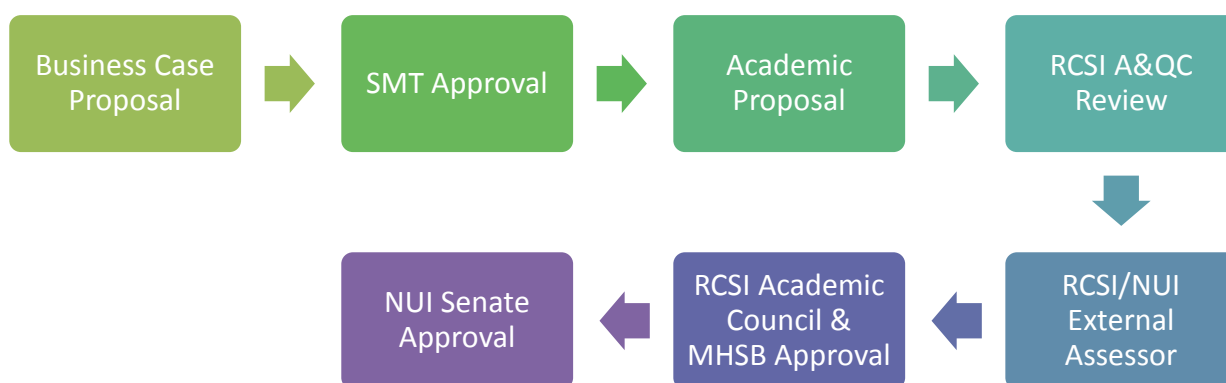 Business Case
Proposal
SMT Approval
Academic
Proposal
RCSI A&QC
Review
RCSI/NUI
External
Assessor
RCSI Academic
Council &
MHSB Approval
NUI Senate
Approval